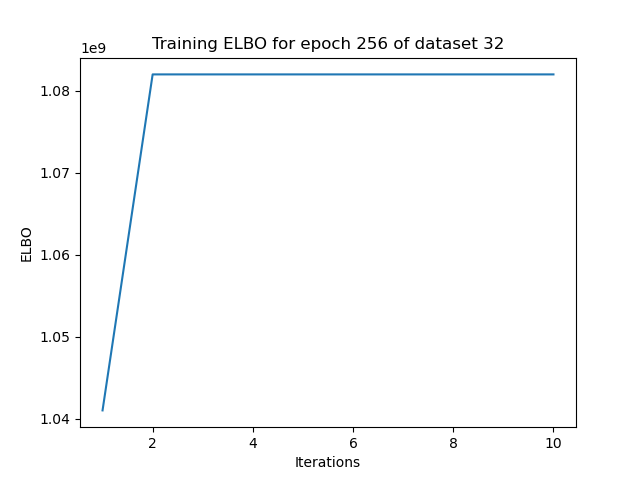 Training ELBO for epoch 256 of dataset 32
1e9
1.08
1.07
1.06
1.05
1.04
ELBO
2 4 6 8 10
Iterations